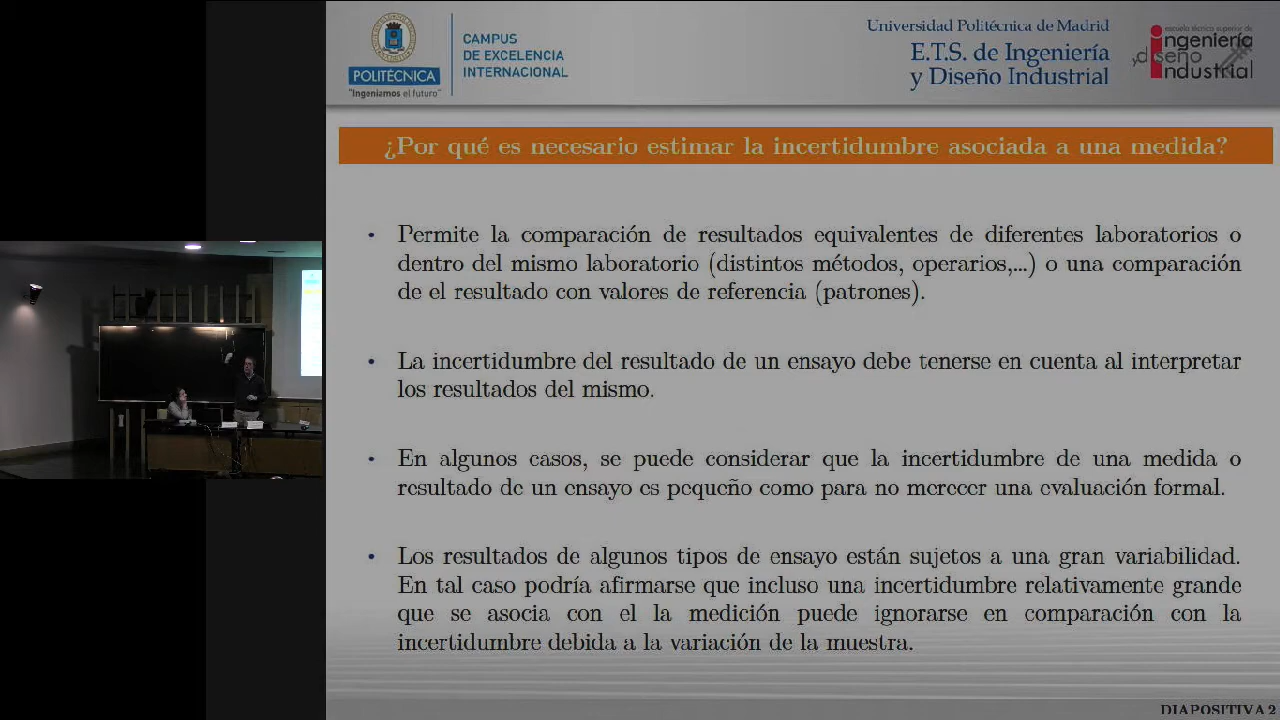 POLITÉCNICA
"Ingeniamos el futuro"
CAMPUS
DE EXCELENCIA
INTERNACIONAL
Universidad Politécnica de Madrid
E.T.S. de Ingeniería
y Diseño Industrial
escuela técnica superior de
ingeniería
y diseño
industrial
¿Por qué es necesario estimar la incertidumbre asociada a una medida?
• Permite la comparación de resultados equivalentes de diferentes laboratorios o
dentro del mismo laboratorio (distintos métodos, operarios,...) o una comparación
de el resultado con valores de referencia (patrones).
• La incertidumbre del resultado de un ensayo debe tenerse en cuenta al interpretar
los resultados del mismo.
• En algunos casos, se puede considerar que la incertidumbre de una medida o
resultado de un ensayo es pequeño como para no merecer una evaluación formal.
• Los resultados de algunos tipos de ensayo están sujetos a una gran variabilidad.
En tal caso podría afirmarse que incluso una incertidumbre relativamente grande
que se asocia con el la medición puede ignorarse en comparación con la
incertidumbre debida a la variación de la muestra.
DIAPOSITIVA 2